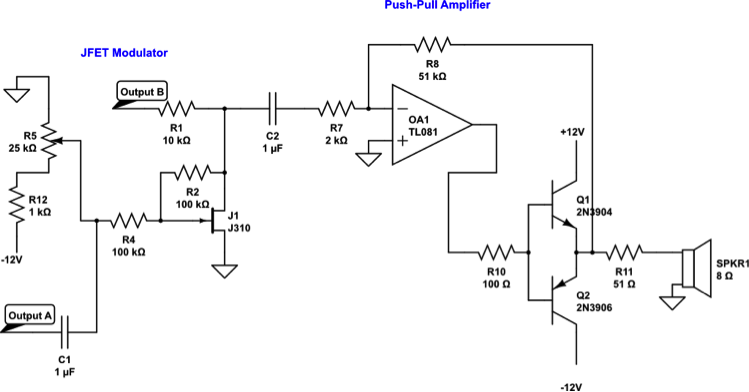 Push-Pull Amplifier
JFET Modulator
R8
51 kΩ
Output B
OA1
TL081
R1
10 kΩ
C2
1 µF
R7
2 kΩ
+12V
R5
25 kΩ
R2
100 kΩ
R12
1 kΩ
Q1
2N3904
J1
J310
R4
100 kΩ
-12V
SPKR1
8 Ω
R10
100 Ω
R11
51 Ω
Q2
2N3906
Output A
C1
1 µF
-12V